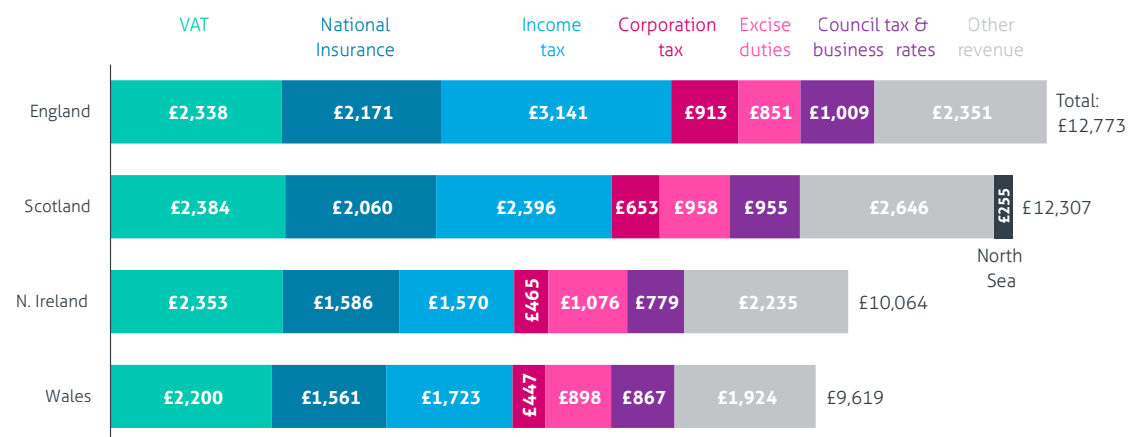 VAT
National
Insurance
Income
tax
Corporation
tax
Excise
duties
Council tax &
business rates
Other
revenue
England
£2,338
£2,171
£3,141
£913
£851
£1,009
£2,351
Total:
£12,773
Scotland
£2,384
£2,060
£2,396
£653
£958
£955
£2,646
£255
£12,307
North
Sea
N. Ireland
£2,353
£1,586
£1,570
£465
£1,076
£779
£2,235
£10,064
Wales
£2,200
£1,561
£1,723
£447
£898
£867
£1,924
£9,619